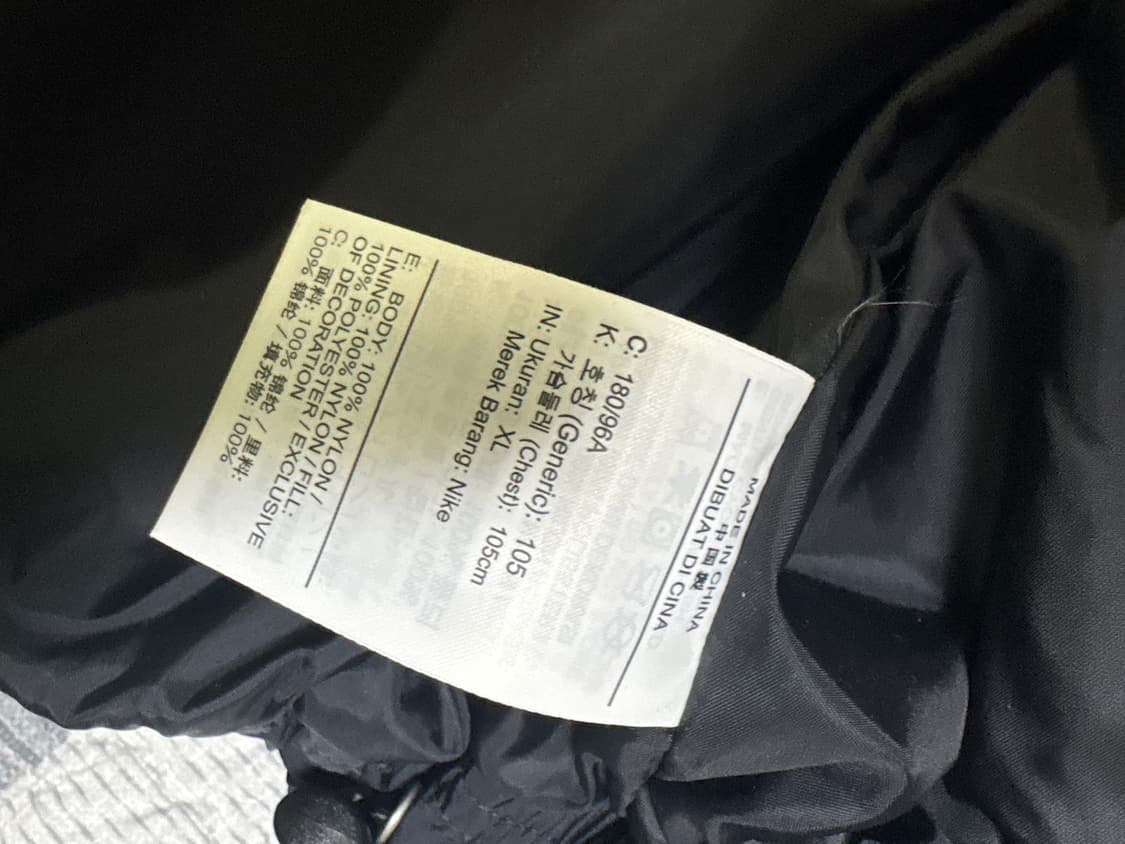 MADE IN CHINA
中国製
DIBUAT DI CINA
C: 180/96A
K: 호칭 (Generic): 105
가슴둘레 (Chest): 105cm
IN: Ukuran: XL
Merek Barang: Nike
E: BODY: 100% NYLON /
LINING: 100% NYLON / FILL:
100% POLYESTER / EXCLUSIVE
OF DECORATION
C: 面料: 100% 锦纶 / 里料:
100% 锦纶 / 填充物: 100%